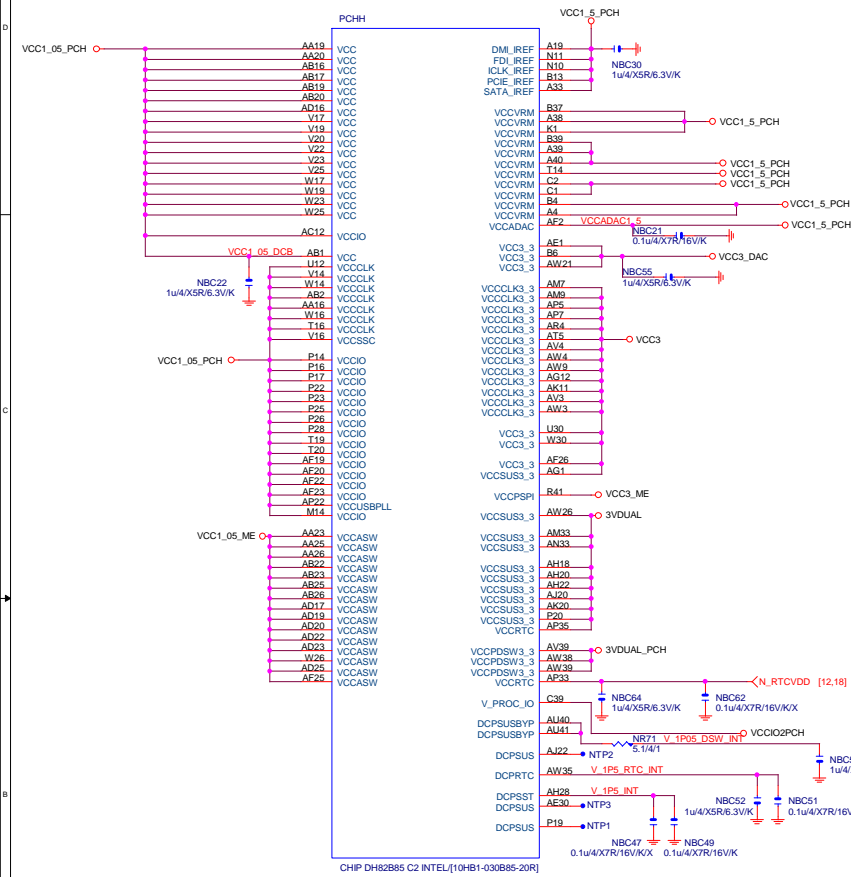 VCC1_5_PCH
D
PCHH
VCC1_05_PCH
AA19 VCC DMI_IREF A19
AA20 VCC FDI_IREF N11
AB16 VCC ICLK_IREF N10
AB17 VCC PCIE_IREF B13
AB19 VCC SATA_IREF A33
NBC30
1u/4/X5R/6.3V/K
AB20 VCC
AD16 VCC VCCVRM B37
V17 VCC VCCVRM A38 VCC1_5_PCH
V19 VCC VCCVRM K1
V20 VCC VCCVRM B39
V22 VCC VCCVRM A39
V23 VCC VCCVRM A40 VCC1_5_PCH
V25 VCC VCCVRM T14 VCC1_5_PCH
W17 VCC VCCVRM C2 VCC1_5_PCH
W19 VCC VCCVRM C1
W23 VCC VCCVRM B4 VCC1_5_PCH
W25 VCC VCCVRM A4
VCCADAC AF2 VCCADAC1_5 VCC1_5_PCH
AC12 VCCIO
NBC21
0.1u/4/X7R/16V/K
VCC1_05_DCB AB1 VCC
VCC3_3 AE1
VCC3_3 B6 VCC3_DAC
VCC3_3 AW21
NBC55
1u/4/X5R/6.3V/K
NBC22
1u/4/X5R/6.3V/K
U12 VCCCLK
V14 VCCCLK
W14 VCCCLK VCCCLK3_3 AM7
AB2 VCCCLK VCCCLK3_3 AM9
AA16 VCCCLK VCCCLK3_3 AP5
W16 VCCCLK VCCCLK3_3 AP7
T16 VCCCLK VCCCLK3_3 AR4
V16 VCCSSC VCCCLK3_3 AT5 VCC3
VCCCLK3_3 AV4
VCC1_05_PCH P14 VCCIO VCCCLK3_3 AW4
P16 VCCIO VCCCLK3_3 AW9
P17 VCCIO VCCCLK3_3 AG12
P22 VCCIO VCCCLK3_3 AK11
P23 VCCIO VCCCLK3_3 AV3
P25 VCCIO VCCCLK3_3 AW3
C
P26 VCCIO
P28 VCCIO VCC3_3 U30
T19 VCCIO VCC3_3 W30
T20 VCCIO
AF19 VCCIO VCC3_3 AF26
AF20 VCCIO VCCSUS3_3 AG1
AF22 VCCIO
AF23 VCCIO VCCPSPI R41 VCC3_ME
AP22 VCCUSBPLL
M14 VCCIO VCCSUS3_3 AW26 3VDUAL
VCC1_05_ME AA23 VCCASW VCCSUS3_3 AM33
AA25 VCCASW VCCSUS3_3 AN33
AA26 VCCASW
AB22 VCCASW VCCSUS3_3 AH18
AB23 VCCASW VCCSUS3_3 AH20
AB25 VCCASW VCCSUS3_3 AH22
AB26 VCCASW VCCSUS3_3 AJ20
AD17 VCCASW VCCSUS3_3 AK20
AD19 VCCASW VCCSUS3_3 P20
AD20 VCCASW VCCRTC AP35
AD22 VCCASW
AD23 VCCASW VCCPDSW3_3 AV39 3VDUAL_PCH
W26 VCCASW VCCPDSW3_3 AW38
AD25 VCCASW VCCPDSW3_3 AW39
AF25 VCCASW VCCRTC AP33 N_RTCVDD [12,18]
NBC64
1u/4/X5R/6.3V/K
NBC62
0.1u/4/X7R/16V/K/X
V_PROC_IO C39
VCCIO2PCH
DCPSUSBYP AU40
DCPSUSBYP AU41
NR71 V_1P05_DSW_INT
5.1/4/1
DCPSUS AJ22 NTP2
1u/4/
B
DCPRTC AW35 V_1P5_RTC_INT
DCPSST AH28 V_1P5_INT
DCPSUS AE30 NTP3
NBC52
1u/4/X5R/6.3V/K
NBC51
0.1u/4/X7R/16V
DCPSUS P19 NTP1
NBC47
0.1u/4/X7R/16V/K/X
NBC49
0.1u/4/X7R/16V/K
CHIP DH82B85 C2 INTEL/[10HB1-030B85-20R]